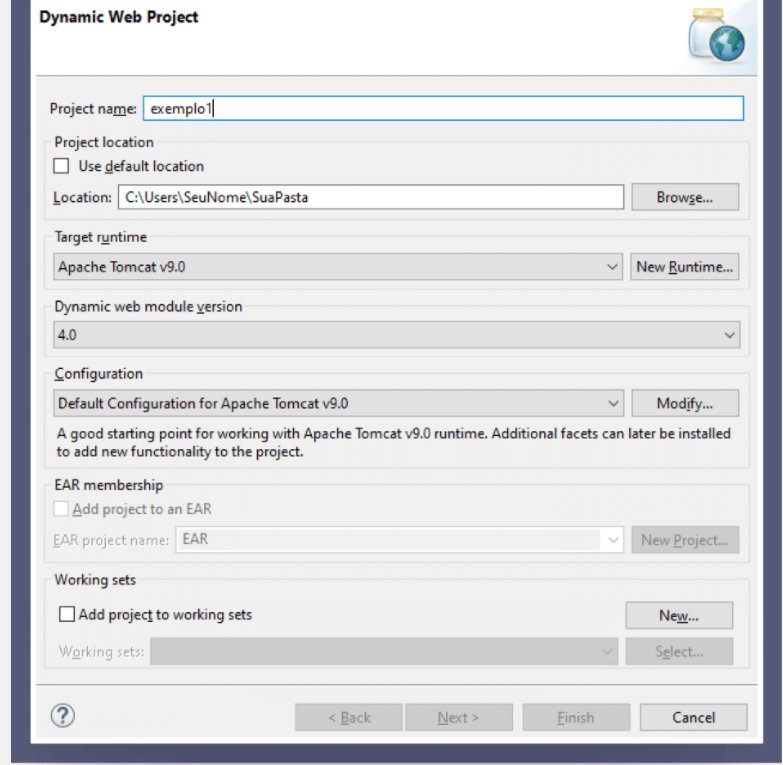 Dynamic Web Project
Project name: exemplo1
Project location
Use default location
Location: C:\Users\SeuNome\SuaPasta Browse...
Target runtime
Apache Tomcat v9.0 New Runtime...
Dynamic web module version
4.0
Configuration
Default Configuration for Apache Tomcat v9.0 Modify...
A good starting point for working with Apache Tomcat v9.0 runtime. Additional facets can later be installed
to add new functionality to the project.
EAR membership
Add project to an EAR
EAR project name: EAR New Project...
Working sets
Add project to working sets New...
Working sets: Select...
? < Back Next > Finish Cancel